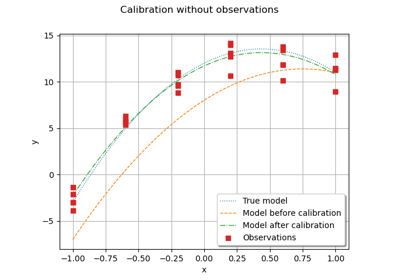 Calibration without observations
15
10
5
0
−5
y
−1.00 −0.75 −0.50 −0.25 0.00 0.25 0.50 0.75 1.00
x
True model
Model before calibration
Model after calibration
Observations